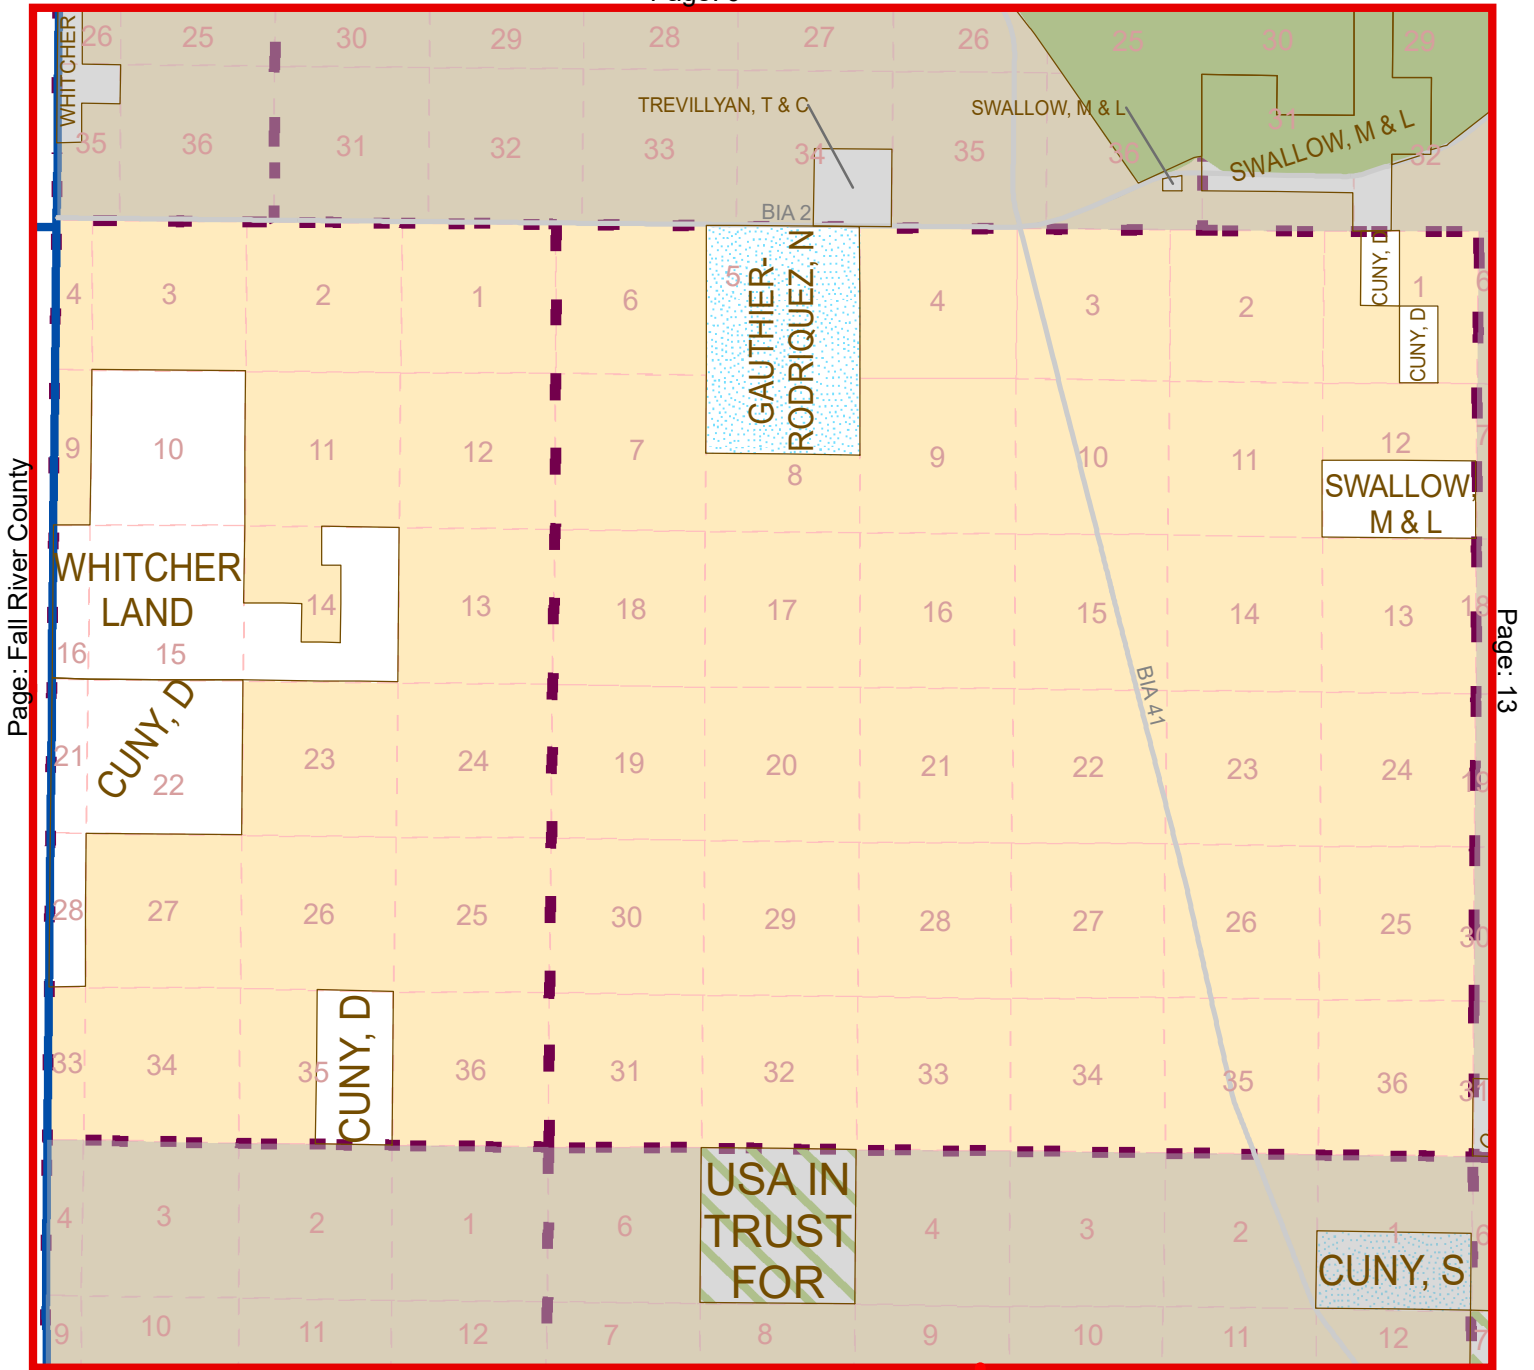 26 25 30 29 28 27 26 25 30 29
WHITCHER
TREVILLYAN, T & C
SWALLOW, M & L
35 36 31 32 33 34 35 36 31 32
SWALLOW, M & L
BIA 2
4 3 2 1 6 5 4 3 2 1 6
GAUTHIER-
RODRIQUEZ, N
CUNY, D
CUNY, D
9 10 11 12 7 8 9 10 11 12 7
SWALLOW,
M & L
WHITCHER
LAND
16 15 14 13 18 17 16 15 14 13 18
Page: Fall River County
Page: 13
CUNY, D
BIA 41
21 22 23 24 19 20 21 22 23 24 19
28 27 26 25 30 29 28 27 26 25 30
33 34 35 36 31 32 33 34 35 36 31
CUNY, D
USA IN
TRUST
FOR
4 3 2 1 6 4 3 2 1 6
CUNY, S
9 10 11 12 7 8 9 10 11 12 7